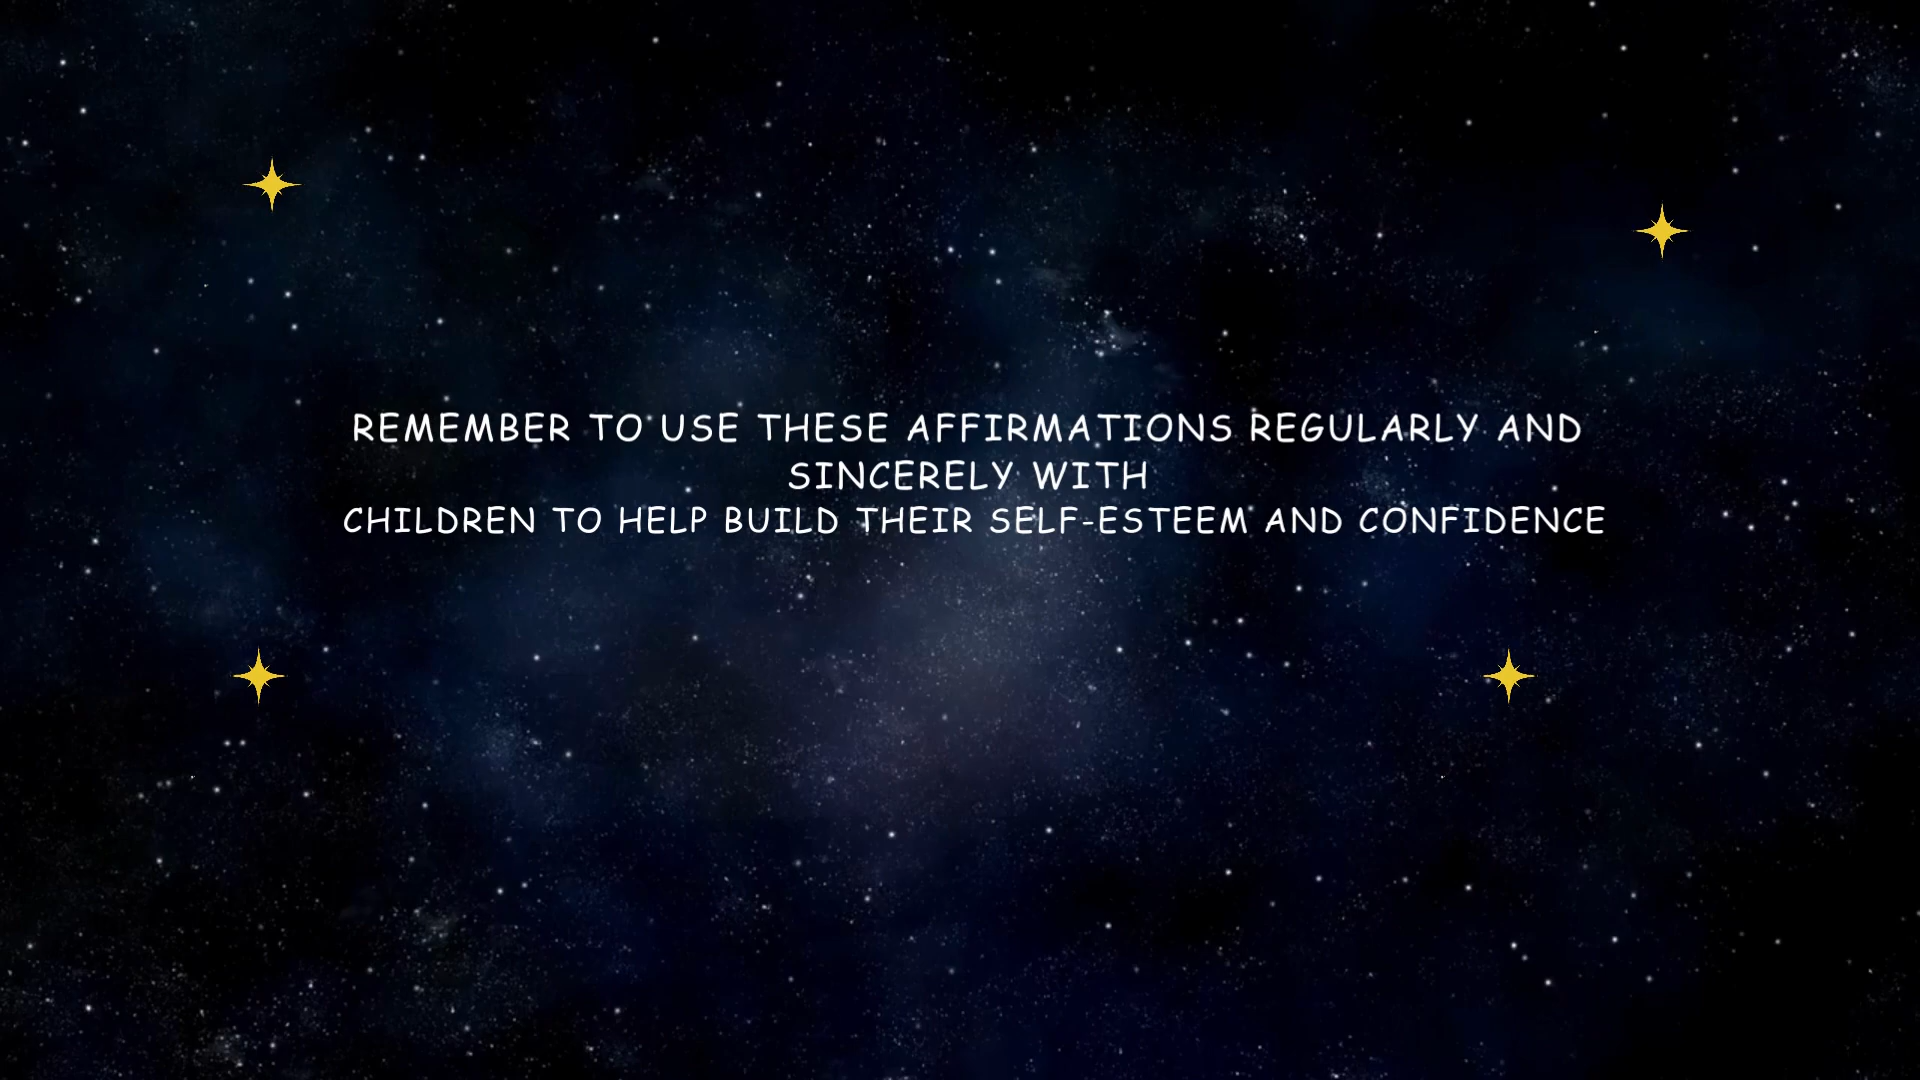 REMEMBER TO USE THESE AFFIRMATIONS REGULARLY AND
SINCERELY WITH
CHILDREN TO HELP BUILD THEIR SELF-ESTEEM AND CONFIDENCE